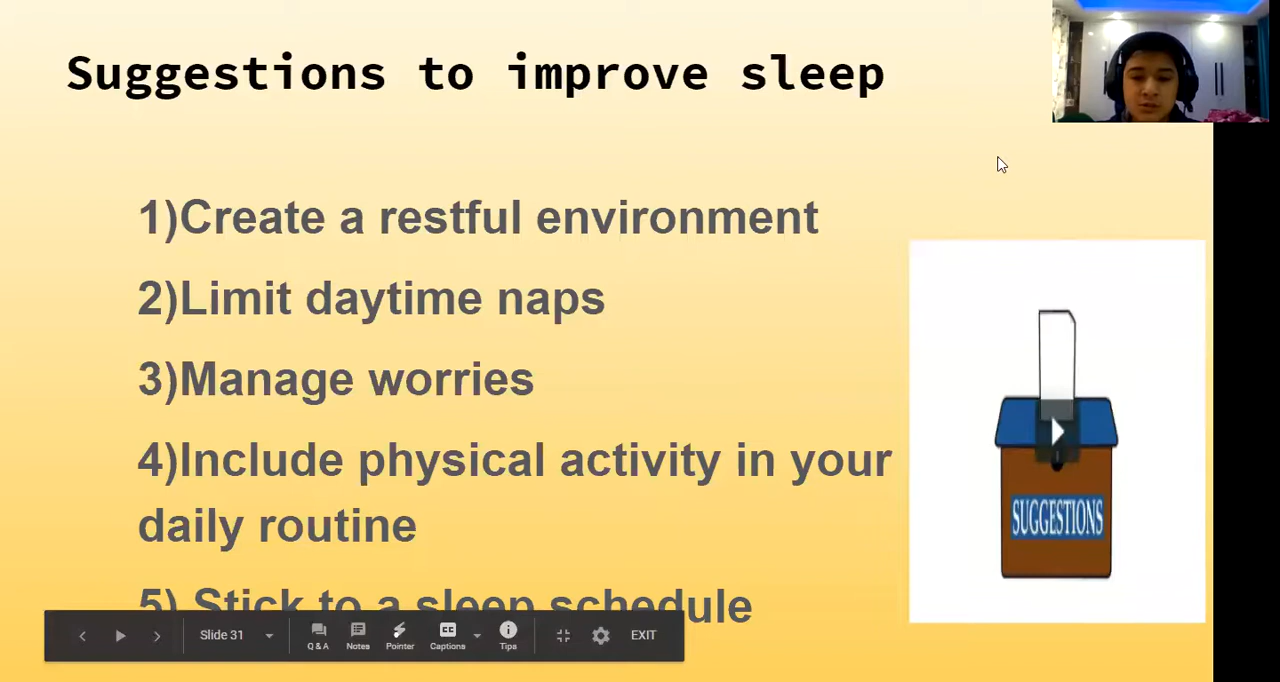 Suggestions to improve sleep
1)Create a restful environment
2)Limit daytime naps
3)Manage worries
4)Include physical activity in your
daily routine
5) Stick to a sleep schedule
SUGGESTIONS
Slide 31
Q & A
Notes
Pointer
Captions
Tips
EXIT